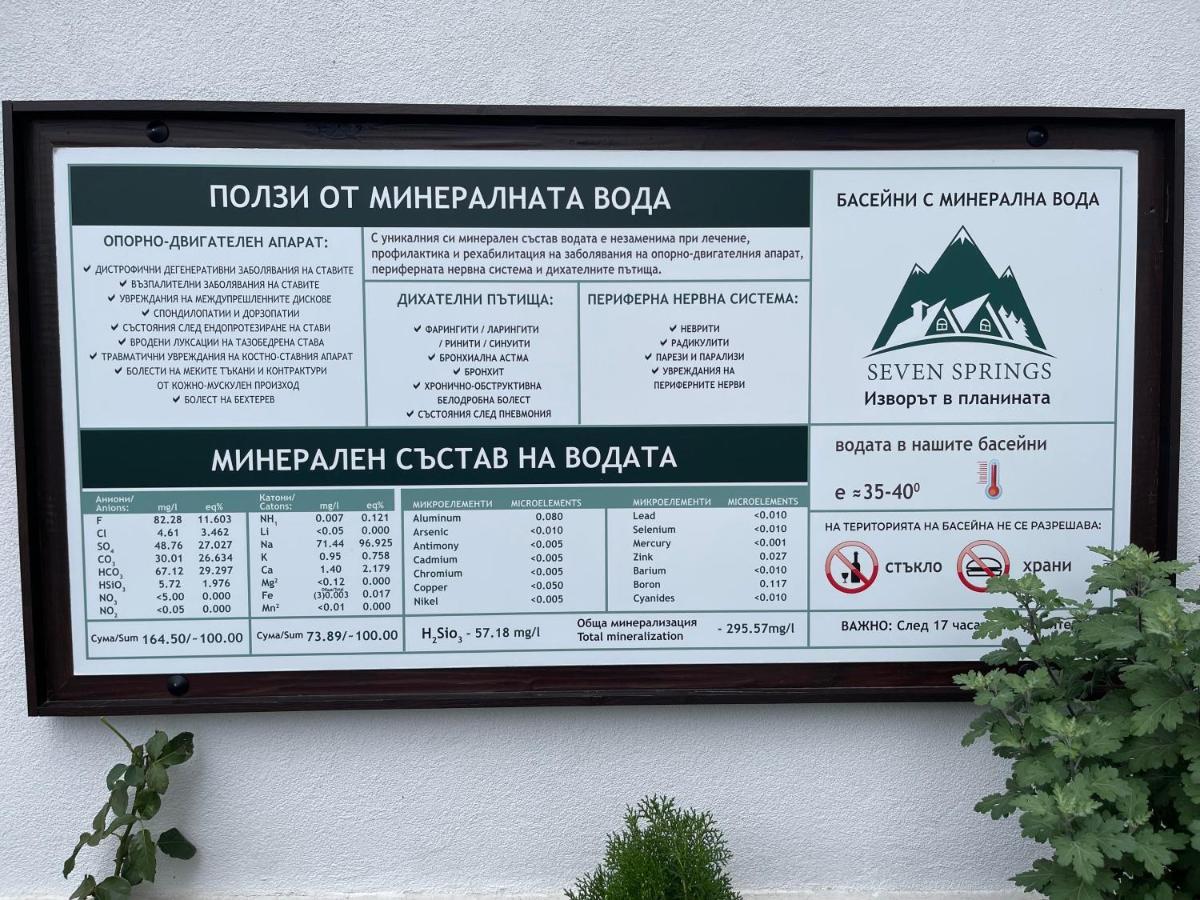 ПОЛЗИ ОТ МИНЕРАЛНАТА ВОДА
ОПОРНО-ДВИГАТЕЛЕН АПАРАТ:
✓ ДИСТРОФИЧНИ ДЕГЕНЕРАТИВНИ ЗАБОЛЯВАНИЯ НА СТАВИТЕ
✓ ВЪЗПАЛИТЕЛНИ ЗАБОЛЯВАНИЯ НА СТАВИТЕ
✓ УВРЕЖДАНИЯ НА МЕЖДУПРЕШЛЕННИТЕ ДИСКОВЕ
✓ СПОНДИЛОПАТИИ И ДОРЗОПАТИИ
✓ СЪСТОЯНИЯ СЛЕД ЕНДОПРОТЕЗИРАНЕ НА СТАВИ
✓ ВРОДЕНИ ЛУКСАЦИИ НА ТАЗОБЕДРЕНА СТАВА
✓ ТРАВМАТИЧНИ УВРЕЖДАНИЯ НА КОСТНО-СТАВНИЯ АПАРАТ
✓ БОЛЕСТИ НА МЕКИТЕ ТЪКАНИ И КОНТРАКТУРИ
ОТ КОЖНО-МУСКУЛЕН ПРОИЗХОД
✓ БОЛЕСТ НА БЕХТЕРЕВ
С уникалния си минерален състав водата е незаменима при лечение,
профилактика и рехабилитация на заболявания на опорно-двигателния апарат,
периферната нервна система и дихателните пътища.
ДИХАТЕЛНИ ПЪТИЩА:
✓ ФАРИНГИТИ / ЛАРИНГИТИ
/ РИНИТИ / СИНУИТИ
✓ БРОНХИАЛНА АСТМА
✓ БРОНХИТ
✓ ХРОНИЧНО-ОБСТРУКТИВНА
БЕЛОДРОБНА БОЛЕСТ
✓ СЪСТОЯНИЯ СЛЕД ПНЕВМОНИЯ
ПЕРИФЕРНА НЕРВНА СИСТЕМА:
✓ НЕВРИТИ
✓ РАДИКУЛИТИ
✓ ПАРЕЗИ И ПАРАЛИЗИ
✓ УВРЕЖДАНИЯ НА
ПЕРИФЕРНИТЕ НЕРВИ
МИНЕРАЛЕН СЪСТАВ НА ВОДАТА
Аниони/
Anions: mg/l eq%
F 82.28 11.603
Cl 4.61 3.462
SO₄ 48.76 27.027
CO₃ 30.01 26.634
HCO₃ 67.12 29.297
HSiO₃ 5.72 1.976
NO₃ <5.00 0.000
NO₂ <0.05 0.000
Сума/Sum 164.50/~100.00
Катони/
Catons: mg/l eq%
NH₁ 0.007 0.121
Li <0.05 0.000
Na 71.44 96.925
K 0.95 0.758
Ca 1.40 2.179
Mg² <0.12 0.000
Fe (3)0.003 0.017
Mn² <0.01 0.000
Сума/Sum 73.89/~100.00
МИКРОЕЛЕМЕНТИ MICROELEMENTS
Aluminum 0.080
Arsenic <0.010
Antimony <0.005
Cadmium <0.005
Chromium <0.005
Copper <0.050
Nikel <0.005
МИКРОЕЛЕМЕНТИ MICROELEMENTS
Lead <0.010
Selenium <0.010
Mercury <0.001
Zink 0.027
Barium <0.010
Boron 0.117
Cyanides <0.010
H₂Sio₃ - 57.18 mg/l
Обща минерализация
Total mineralization - 295.57mg/l
БАСЕЙНИ С МИНЕРАЛНА ВОДА
SEVEN SPRINGS
Изворът в планината
водата в нашите басейни
е ≈35-40⁰
НА ТЕРИТОРИЯТА НА БАСЕЙНА НЕ СЕ РАЗРЕШАВА:
стъкло
храни
ВАЖНО: След 17 часа